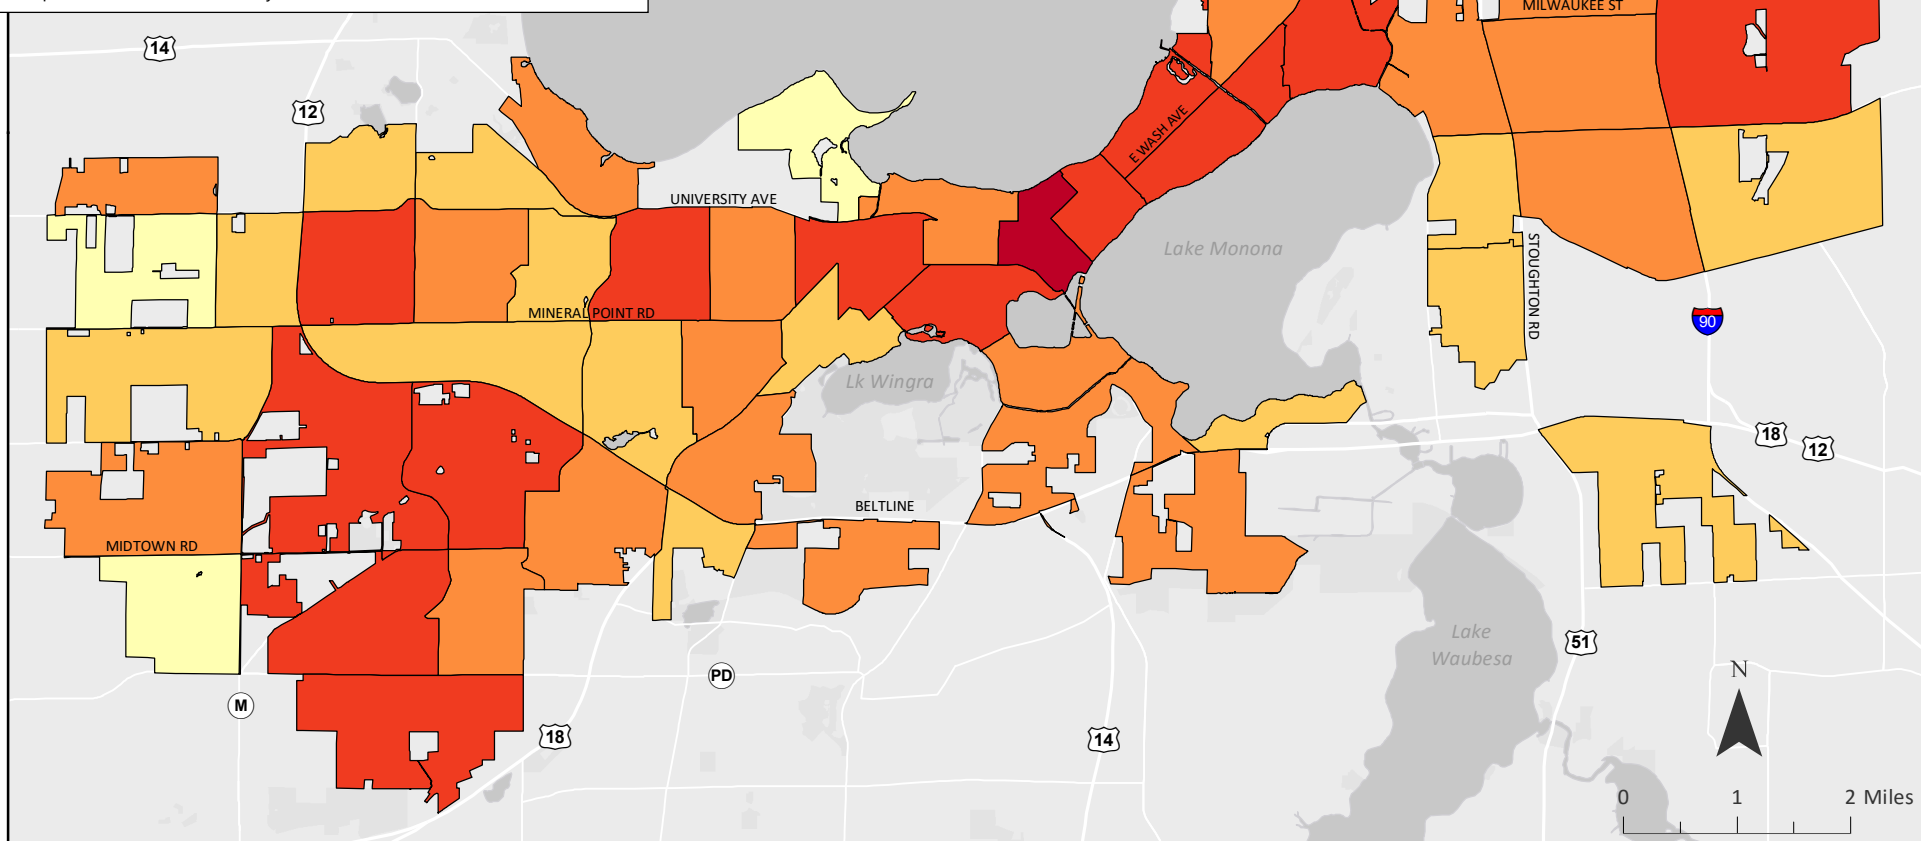 MILWAUKEE ST
14
12
E WASH AVE
UNIVERSITY AVE
Lake Monona
STOUGHTON RD
MINERAL POINT RD
90
Lk Wingra
18
12
BELTLINE
MIDTOWN RD
Lake
Waubesa
51
PD
N
M
18
14
0 1 2 Miles